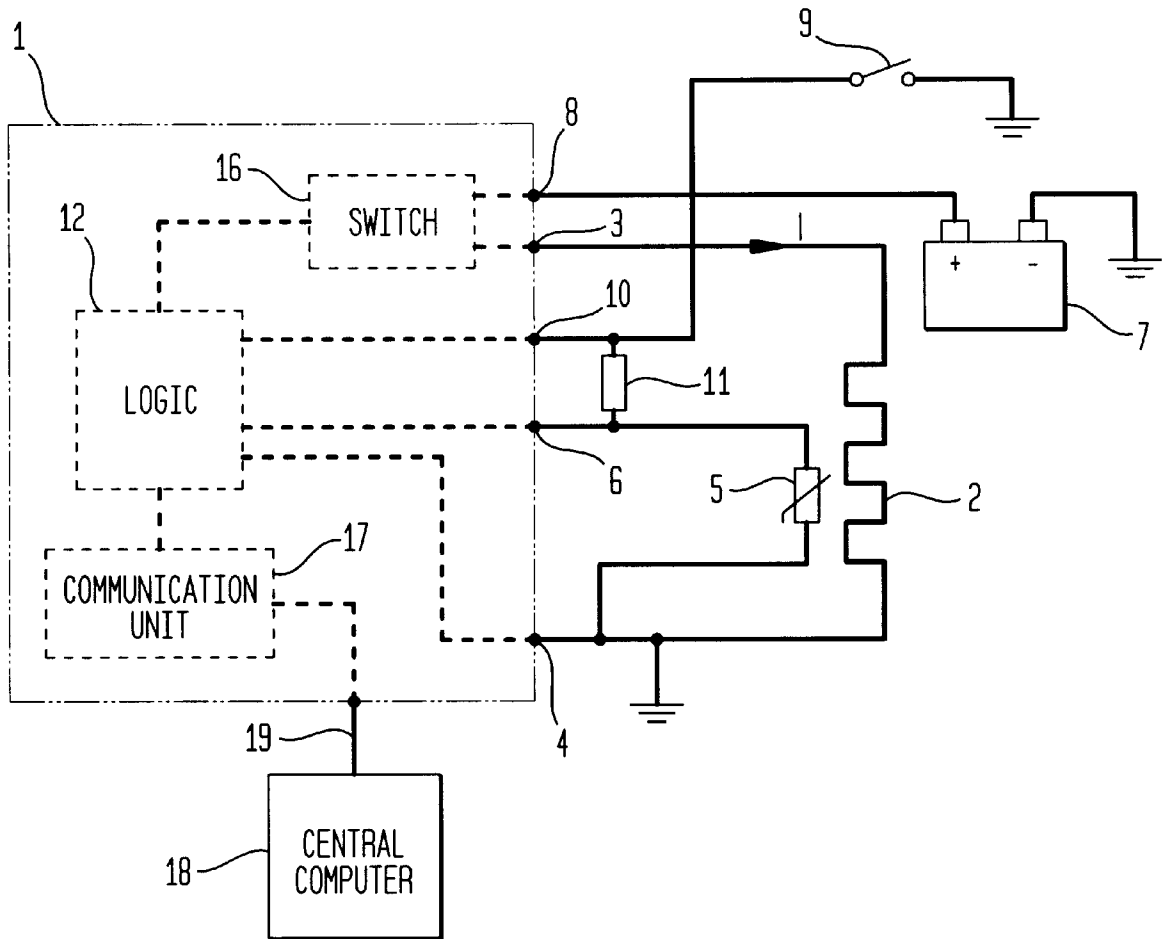 1
9
8
16
SWITCH
3
I
12
+ -
7
10
LOGIC
11
6
5
2
17
COMMUNICATION
UNIT
19
4
CENTRAL
COMPUTER
18